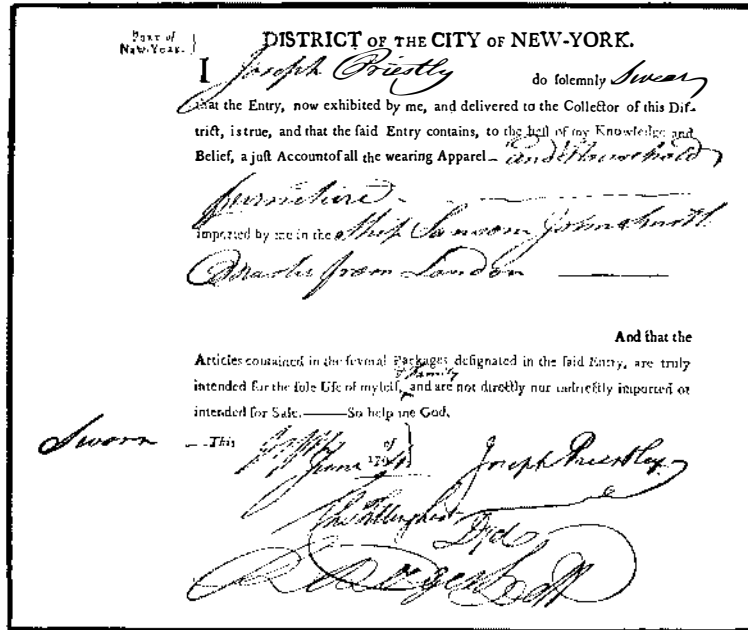 Port of
New-York. }
DISTRICT OF THE CITY OF NEW-YORK.
I Joseph Priestly do solemnly Swear
that the Entry, now exhibited by me, and delivered to the Collector of this Dis-
trict, is true, and that the said Entry contains, to the best of my Knowledge and
Belief, a just Account of all the wearing Apparel— and Household
furniture
imported by me in the Ship Sansom
Master from London
And that the
Articles contained in the several Packages designated in the said Entry, are truly
& Family
intended for the sole Use of myself, and are not directly nor indirectly imported or
intended for Sale.——So help me God.
Sworn —This of
June 179 Joseph Priestley